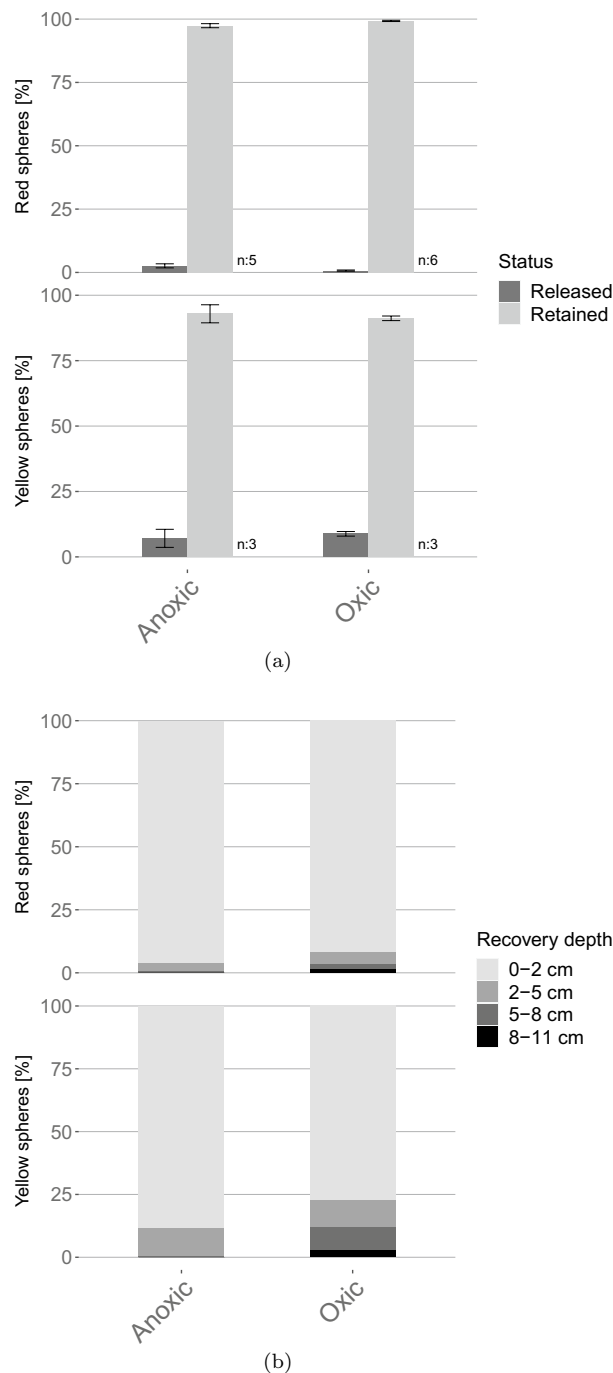 100
75
50
25
0
Red spheres [%]
n:5
n:6
100
75
50
25
0
Yellow spheres [%]
n:3
n:3
Anoxic
Oxic
Status
Released
Retained
(a)
100
75
50
25
0
Red spheres [%]
100
75
50
25
0
Yellow spheres [%]
Anoxic
Oxic
Recovery depth
0−2 cm
2−5 cm
5−8 cm
8−11 cm
(b)